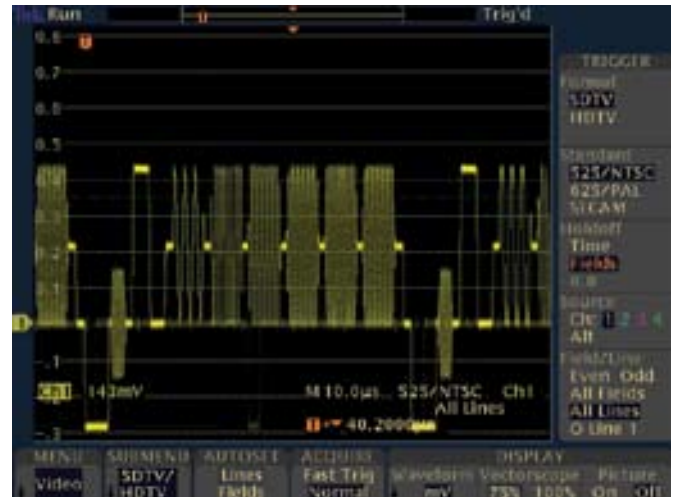 Tek Run
Trig'd
0.8
0.7
0.6
0.5
0.4
0.3
0.2
0.1
-.1
-.2
-.3
Ch1 143mV
M 10.0µs 525/NTSC Ch1
All Lines
TRIGGER
Format
SDTV
HDTV
Standard
525/NTSC
625/PAL
SECAM
Holdoff
Time
Fields
Source
Ch: 1 2 3 4
Alt
Field/Line
Even Odd
All Fields
All Lines
O Line 1
MENU SUBMENU AUTOSET ACQUIRE DISPLAY
Video
SDTV/
HDTV
Lines
Fields
Fast Trig
Normal
Waveform Vectorscope Picture
mV 75% 100% On Off